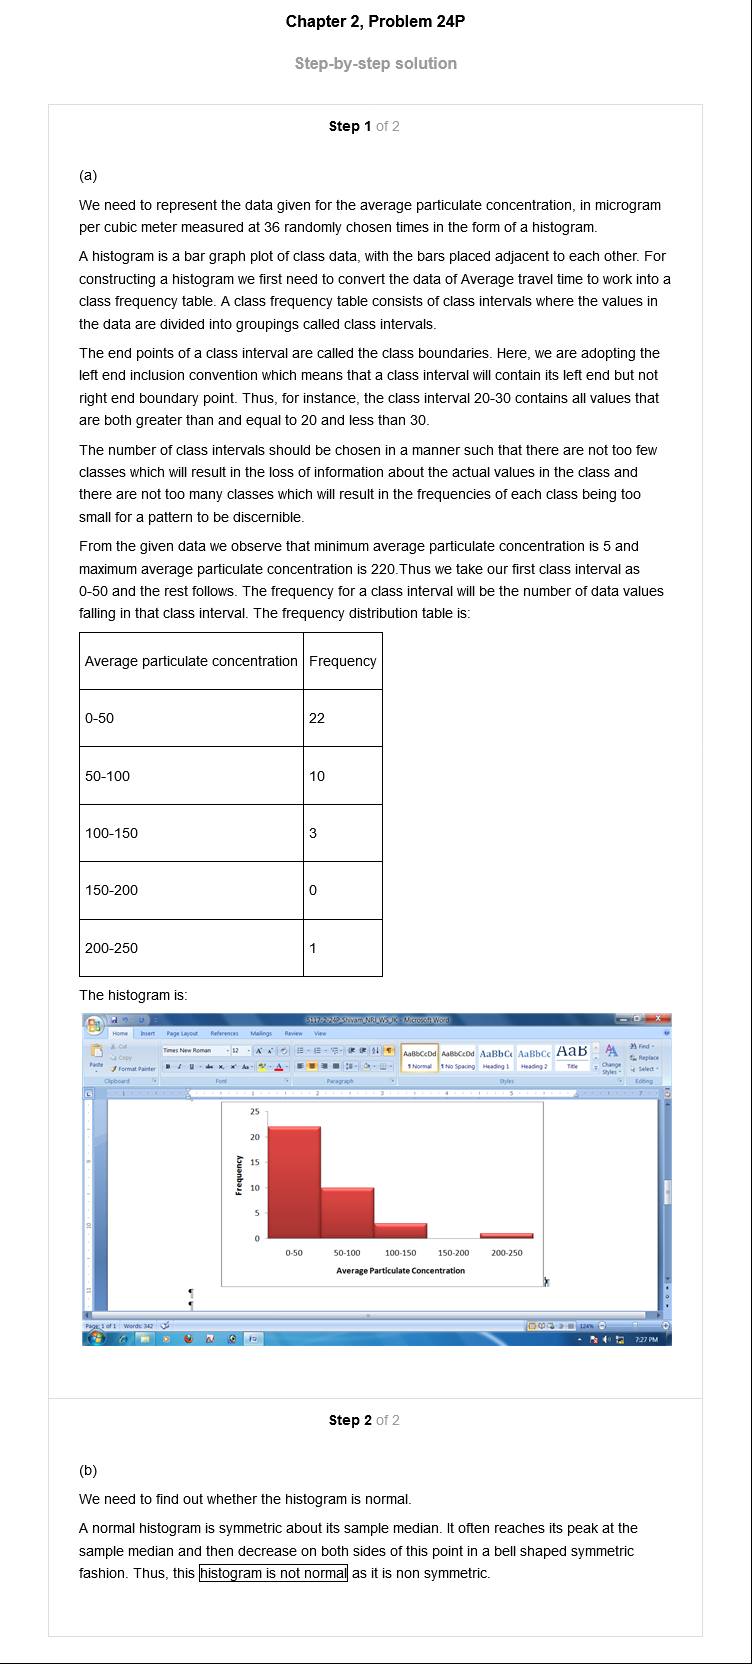 Chapter 2, Problem 24P
Step-by-step solution
Step 1 of 2
(a)
We need to represent the data given for the average particulate concentration, in microgram
per cubic meter measured at 36 randomly chosen times in the form of a histogram.
A histogram is a bar graph plot of class data, with the bars placed adjacent to each other. For
constructing a histogram we first need to convert the data of Average travel time to work into a
class frequency table. A class frequency table consists of class intervals where the values in
the data are divided into groupings called class intervals.
The end points of a class interval are called the class boundaries. Here, we are adopting the
left end inclusion convention which means that a class interval will contain its left end but not
right end boundary point. Thus, for instance, the class interval 20-30 contains all values that
are both greater than and equal to 20 and less than 30.
The number of class intervals should be chosen in a manner such that there are not too few
classes which will result in the loss of information about the actual values in the class and
there are not too many classes which will result in the frequencies of each class being too
small for a pattern to be discernible.
From the given data we observe that minimum average particulate concentration is 5 and
maximum average particulate concentration is 220.Thus we take our first class interval as
0-50 and the rest follows. The frequency for a class interval will be the number of data values
falling in that class interval. The frequency distribution table is:
Average particulate concentration Frequency
0-50 22
50-100 10
100-150 3
150-200 0
200-250 1
The histogram is:
Microsoft Word
Home Insert Page Layout References Mailings Review View
Cut
Copy
Format Painter
Paste
Clipboard
Times New Roman 12
Font
Paragraph
AaBbCcDd AaBbCcDd AaBbCc AaBbCc AaB
¶ Normal ¶ No Spacing Heading 1 Heading 2 Title
Change
Styles
Styles
Find
Replace
Select
Editing
25
20
15
10
5
0
Frequency
0-50 50-100 100-150 150-200 200-250
Average Particulate Concentration
¶
¶
Page: 1 of 1 Words: 342
124%
7:27 PM
Step 2 of 2
(b)
We need to find out whether the histogram is normal.
A normal histogram is symmetric about its sample median. It often reaches its peak at the
sample median and then decrease on both sides of this point in a bell shaped symmetric
fashion. Thus, this histogram is not normal as it is non symmetric.